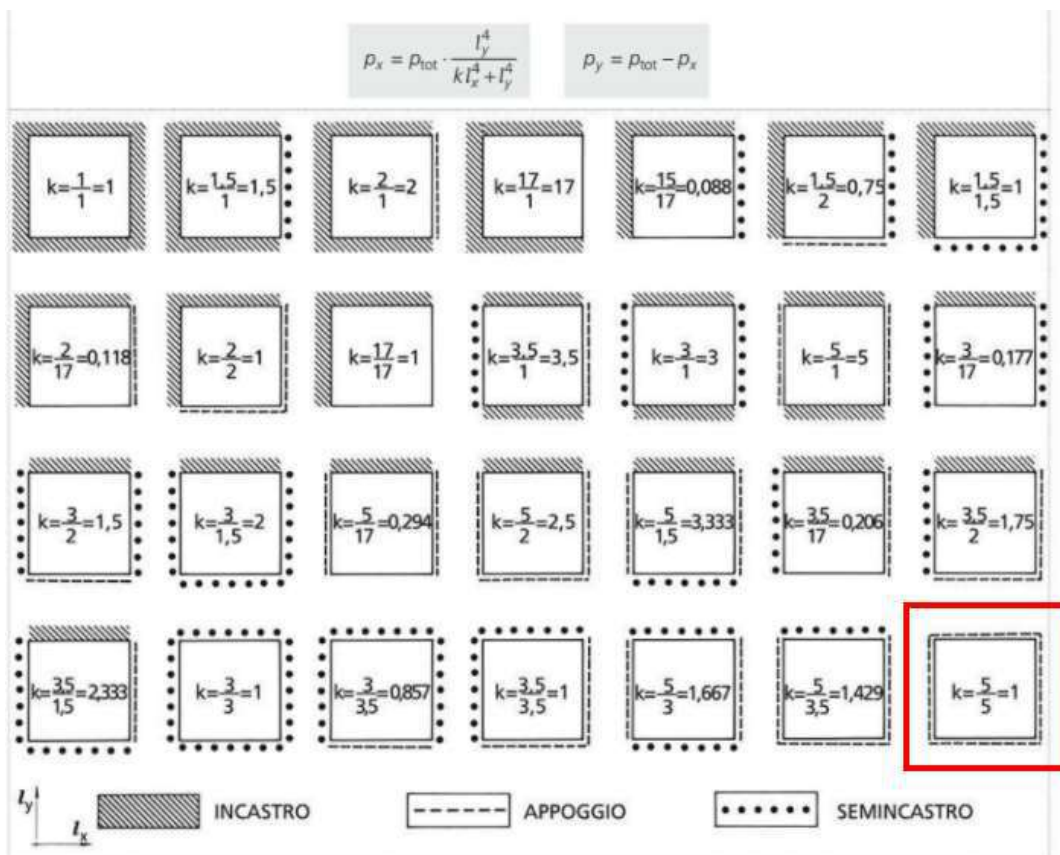 p_x = p_tot · l_y^4 / (k l_x^4 + l_y^4)   p_y = p_tot − p_x
k=1/1=1   k=1,5/1=1,5   k=2/1=2   k=17/1=17   k=15/17=0,088   k=1,5/2=0,75   k=1,5/1,5=1
k=2/17=0,118   k=2/2=1   k=17/17=1   k=3,5/1=3,5   k=3/1=3   k=5/1=5   k=3/17=0,177
k=3/2=1,5   k=3/1,5=2   k=5/17=0,294   k=5/2=2,5   k=5/1,5=3,333   k=3,5/17=0,206   k=3,5/2=1,75
k=3,5/1,5=2,333   k=3/3=1   k=3/3,5=0,857   k=3,5/3,5=1   k=5/3=1,667   k=5/3,5=1,429   k=5/5=1
l_y
l_x   INCASTRO   APPOGGIO   SEMINCASTRO